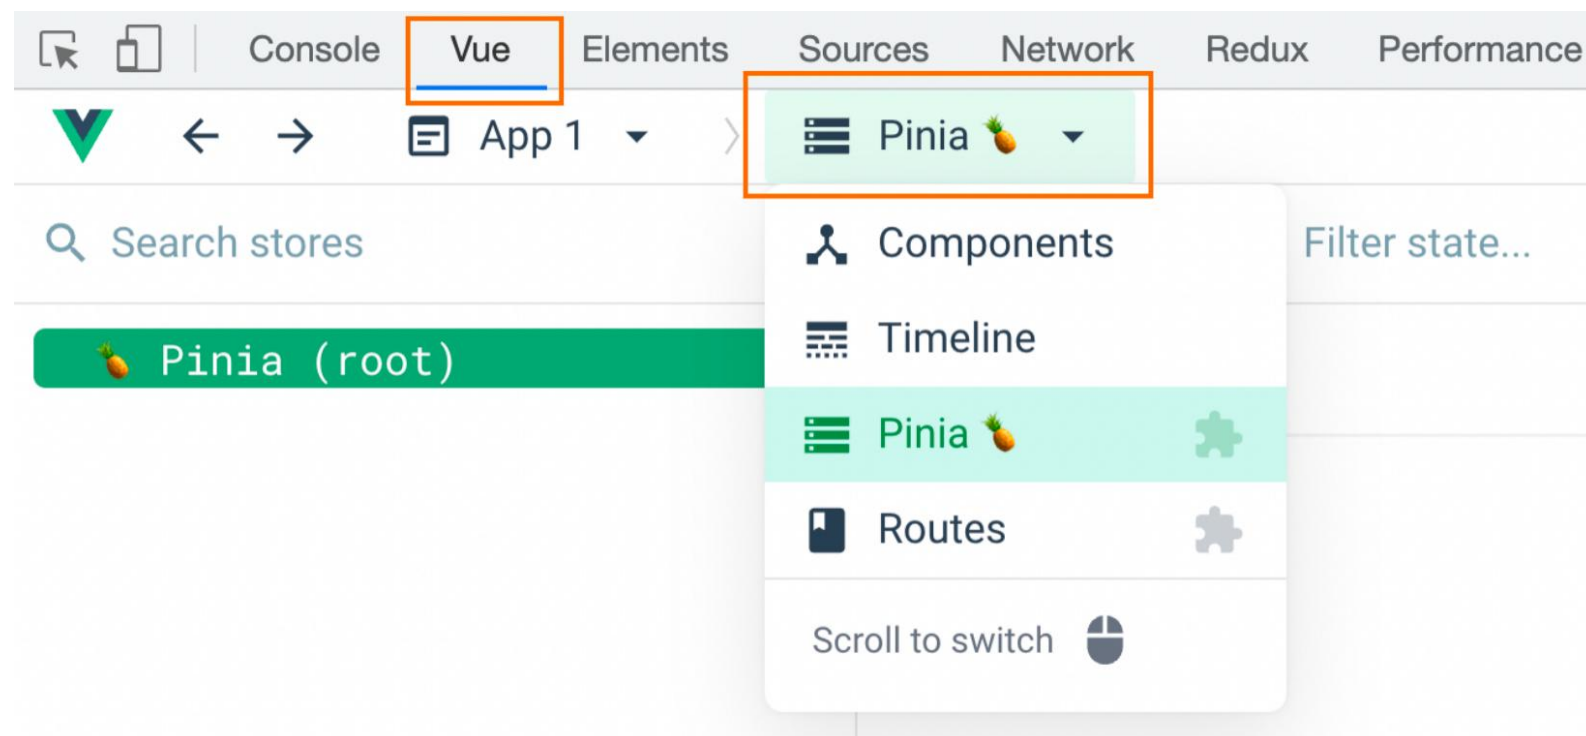 Console Vue Elements Sources Network Redux Performance
App 1 Pinia 🍍
Search stores
Components
Filter state...
Timeline
🍍 Pinia (root)
Pinia 🍍
Routes
Scroll to switch